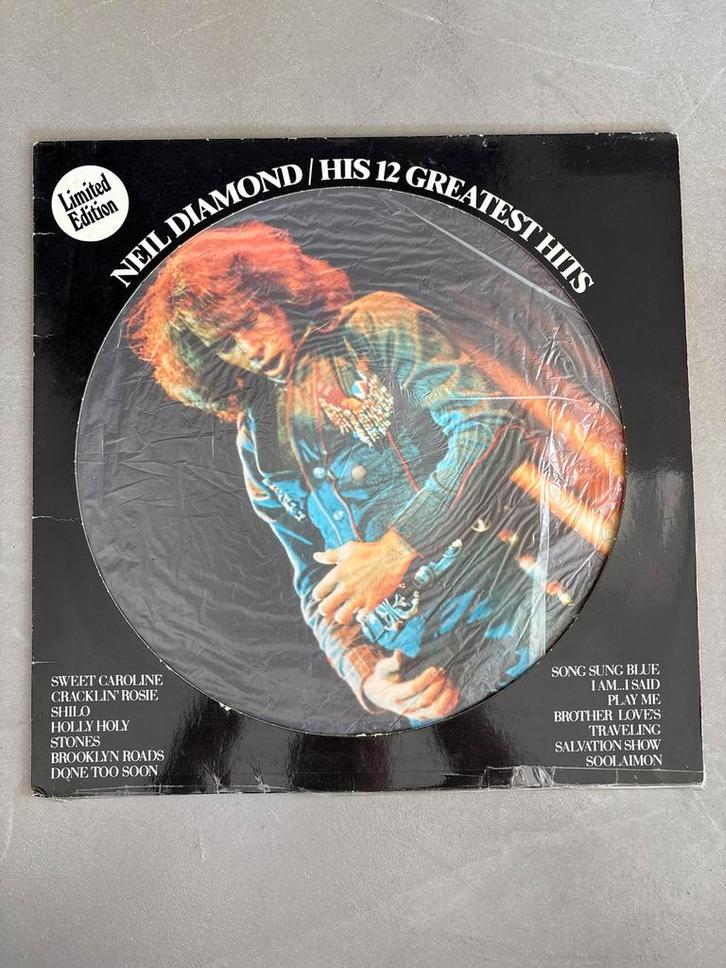 Limited
Edition
NEIL DIAMOND / HIS 12 GREATEST HITS
SWEET CAROLINE
CRACKLIN' ROSIE
SHILO
HOLLY HOLY
STONES
BROOKLYN ROADS
DONE TOO SOON
SONG SUNG BLUE
I AM...I SAID
PLAY ME
BROTHER LOVE'S
TRAVELING
SALVATION SHOW
SOOLAIMON